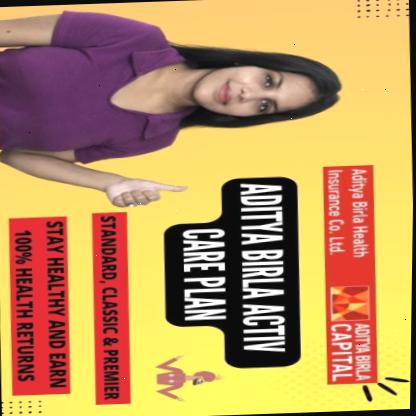 Aditya Birla Health
Insurance Co. Ltd.
ADITYA BIRLA
CAPITAL
ADITYA BIRLA ACTIV
CARE PLAN
STANDARD, CLASSIC & PREMIER
STAY HEALTHY AND EARN
100% HEALTH RETURNS